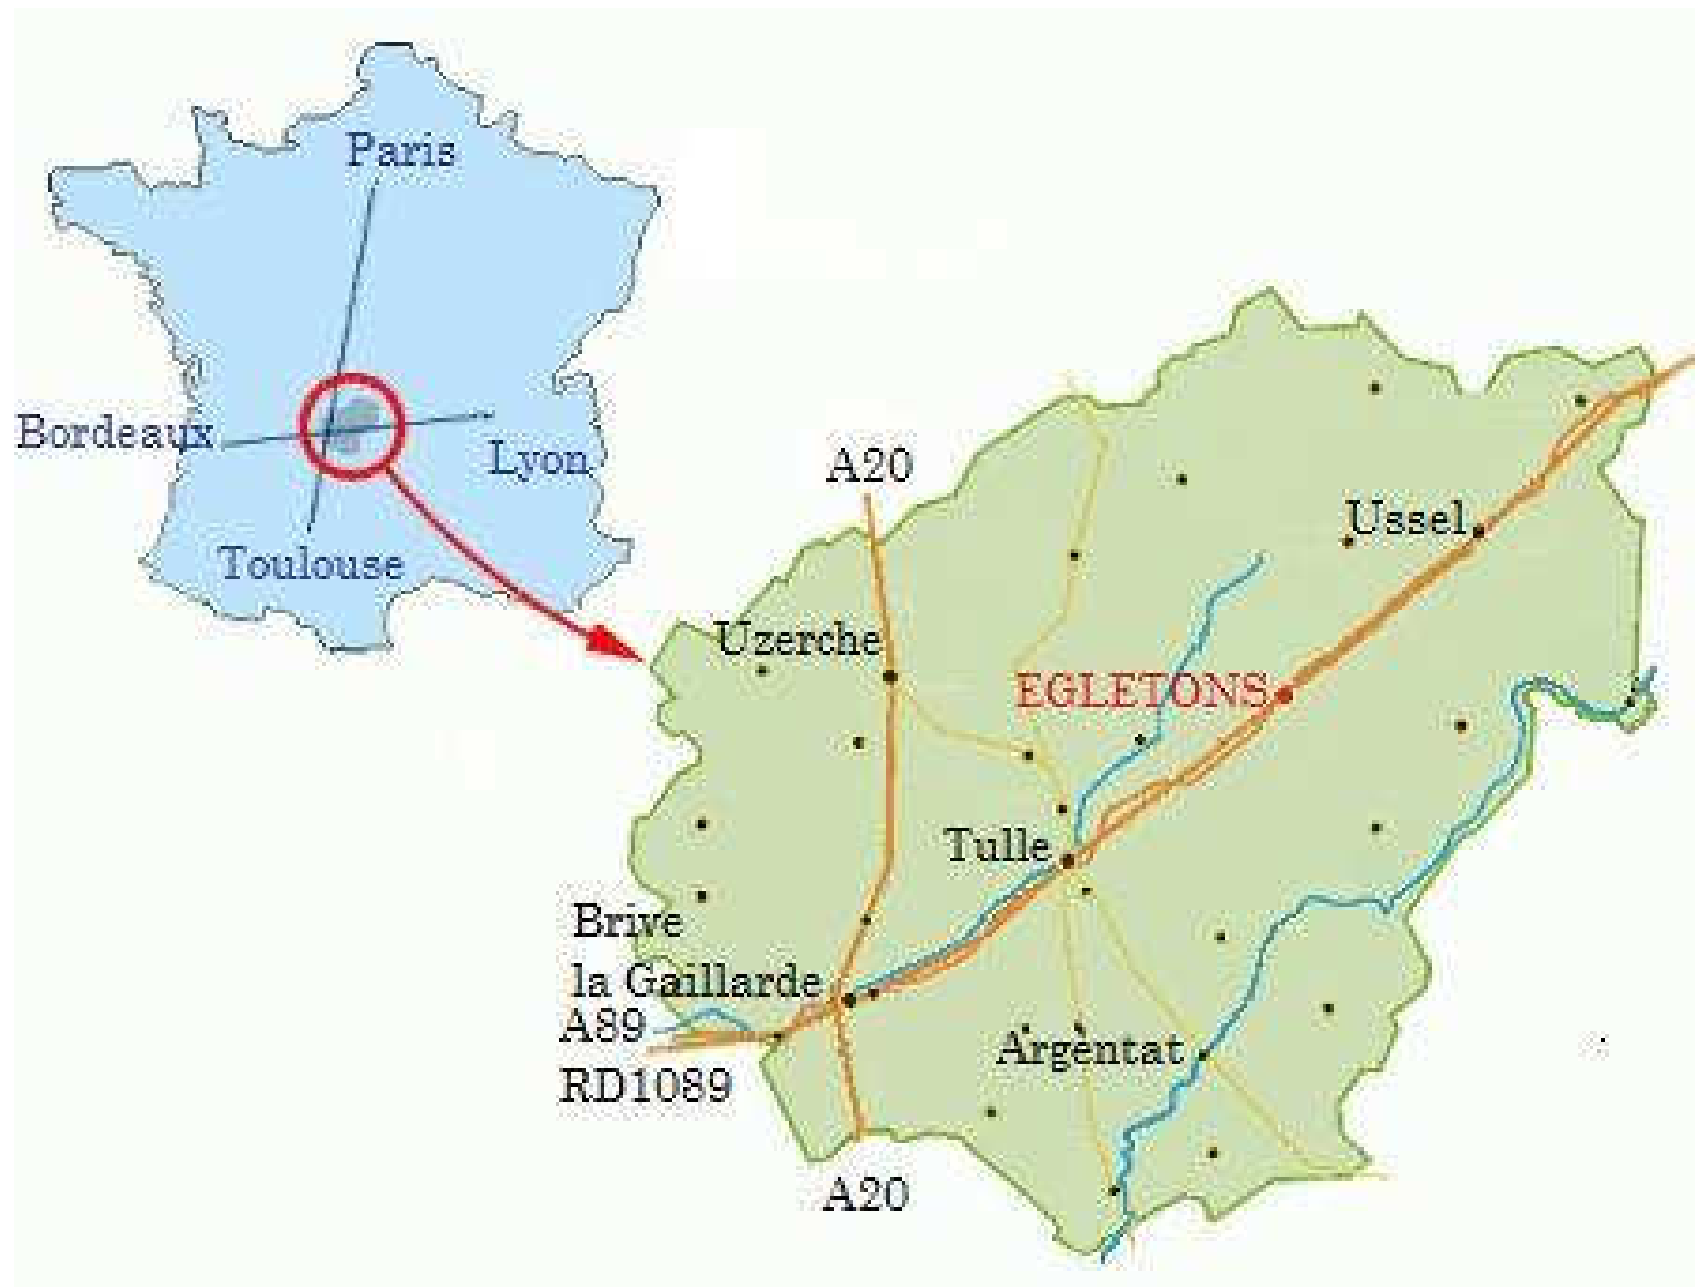 Paris
Bordeaux
Lyon
Toulouse
A20
Ussel
Uzerche
EGLETONS
Tulle
Brive
la Gaillarde
A89
Argentat
RD1089
A20